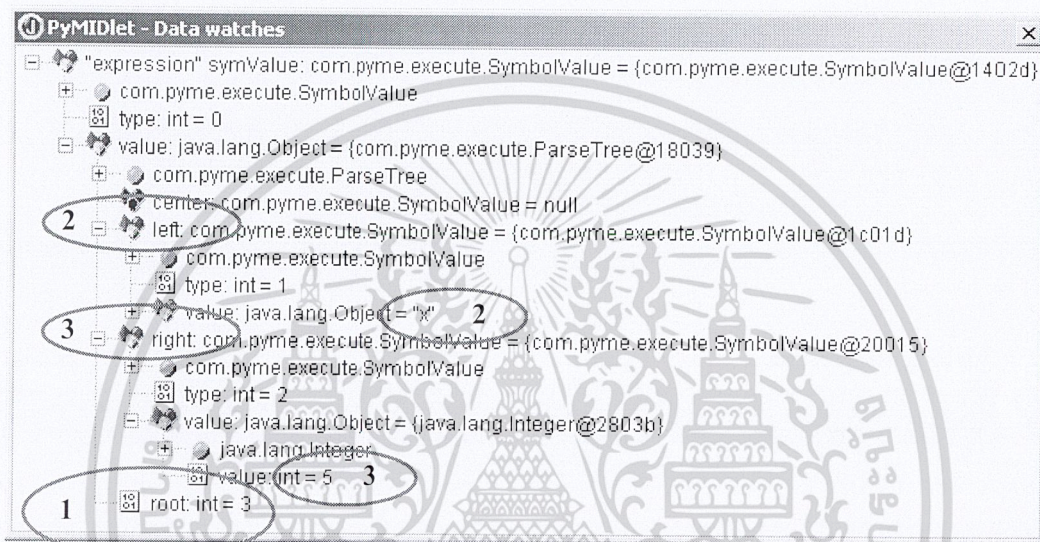 PyMIDlet - Data watches
"expression" symValue: com.pyme.execute.SymbolValue = {com.pyme.execute.SymbolValue@1402d}
com.pyme.execute.SymbolValue
type: int = 0
value: java.lang.Object = {com.pyme.execute.ParseTree@18039}
com.pyme.execute.ParseTree
center: com.pyme.execute.SymbolValue = null
2 left: com.pyme.execute.SymbolValue = {com.pyme.execute.SymbolValue@1c01d}
com.pyme.execute.SymbolValue
type: int = 1
value: java.lang.Object = "x" 2
3 right: com.pyme.execute.SymbolValue = {com.pyme.execute.SymbolValue@20015}
com.pyme.execute.SymbolValue
type: int = 2
value: java.lang.Object = {java.lang.Integer@2803b}
java.lang.Integer
value: int = 5 3
1 root: int = 3